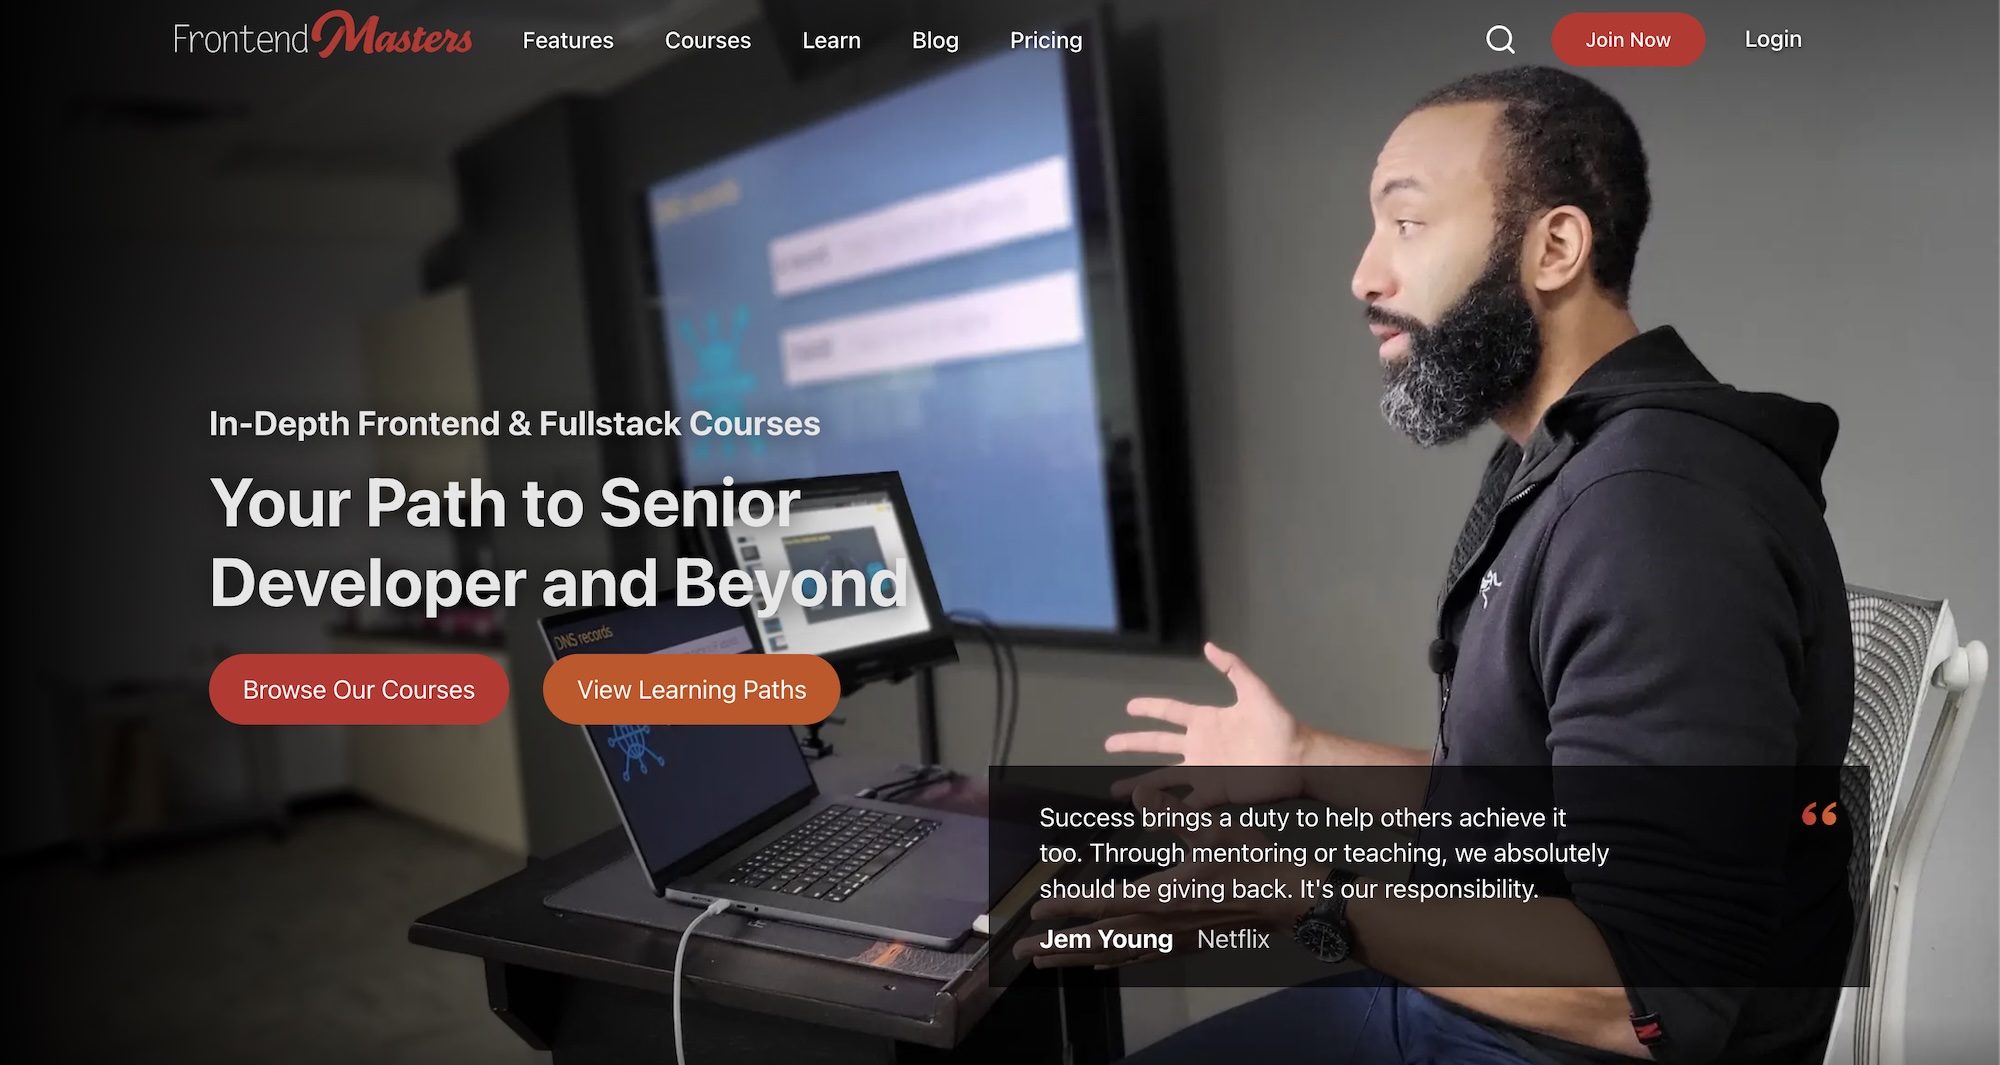 Frontend Masters
Features
Courses
Learn
Blog
Pricing
Join Now
Login
In-Depth Frontend & Fullstack Courses
Your Path to Senior
Developer and Beyond
DNS records
Browse Our Courses
View Learning Paths
Success brings a duty to help others achieve it
too. Through mentoring or teaching, we absolutely
should be giving back. It's our responsibility.
Jem Young Netflix